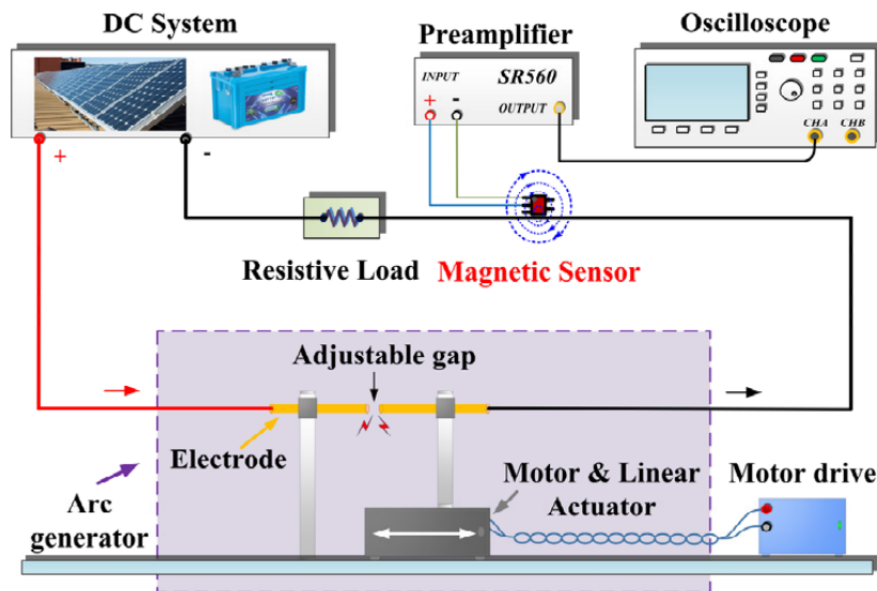 DC System
Preamplifier
Oscilloscope
INPUT
SR560
+
-
OUTPUT
CHA
CHB
+
-
Resistive Load
Magnetic Sensor
Adjustable gap
Electrode
Arc
generator
Motor & Linear
Actuator
Motor drive